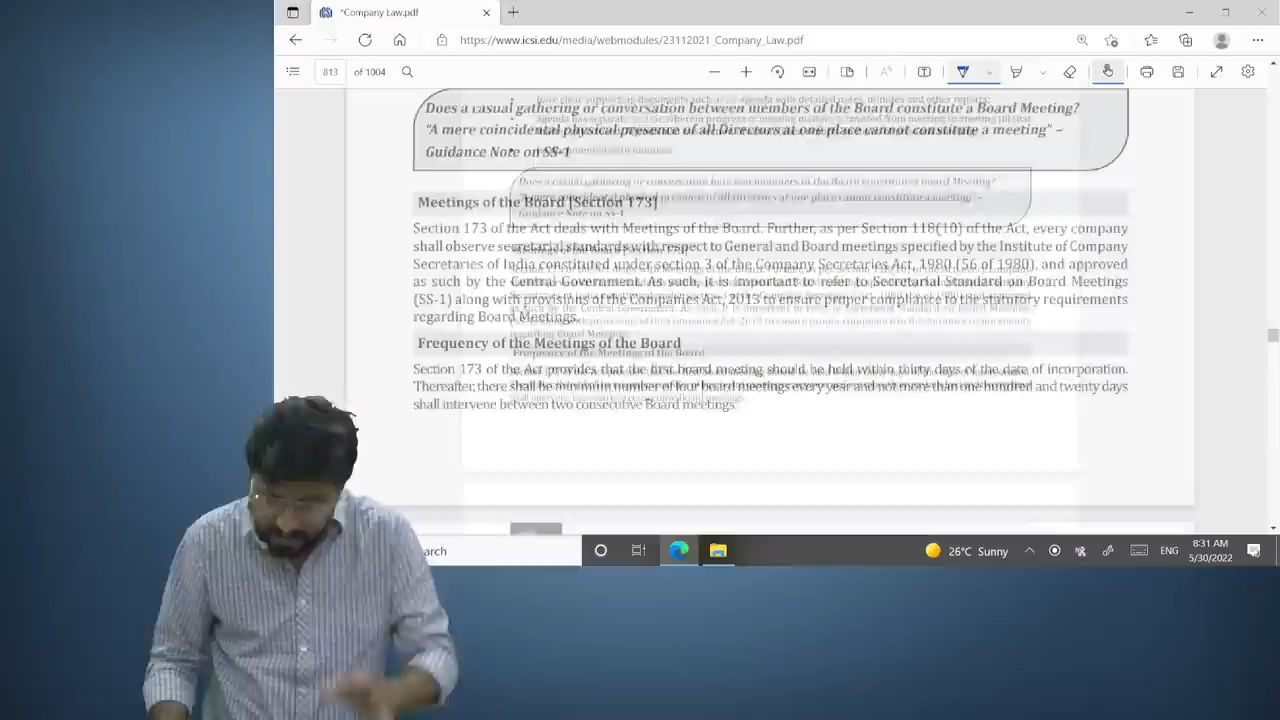 *Company Law.pdf
https://www.icsi.edu/media/webmodules/23112021_Company_Law.pdf
813 of 1004
Does a casual gathering or conversation between members of the Board constitute a Board Meeting?
"A mere coincidental physical presence of all Directors at one place cannot constitute a meeting" –
Guidance Note on SS-1
Meetings of the Board [Section 173]
Section 173 of the Act deals with Meetings of the Board. Further, as per Section 118(10) of the Act, every company
shall observe secretarial standards with respect to General and Board meetings specified by the Institute of Company
Secretaries of India constituted under section 3 of the Company Secretaries Act, 1980 (56 of 1980), and approved
as such by the Central Government. As such, it is important to refer to Secretarial Standard on Board Meetings
(SS-1) along with provisions of the Companies Act, 2013 to ensure proper compliance to the statutory requirements
regarding Board Meetings.
Frequency of the Meetings of the Board
Section 173 of the Act provides that the first board meeting should be held within thirty days of the date of incorporation.
Thereafter, there shall be minimum number of four board meetings every year and not more than one hundred and twenty days
shall intervene between two consecutive Board meetings.
arch
26°C Sunny
ENG
8:31 AM
5/30/2022